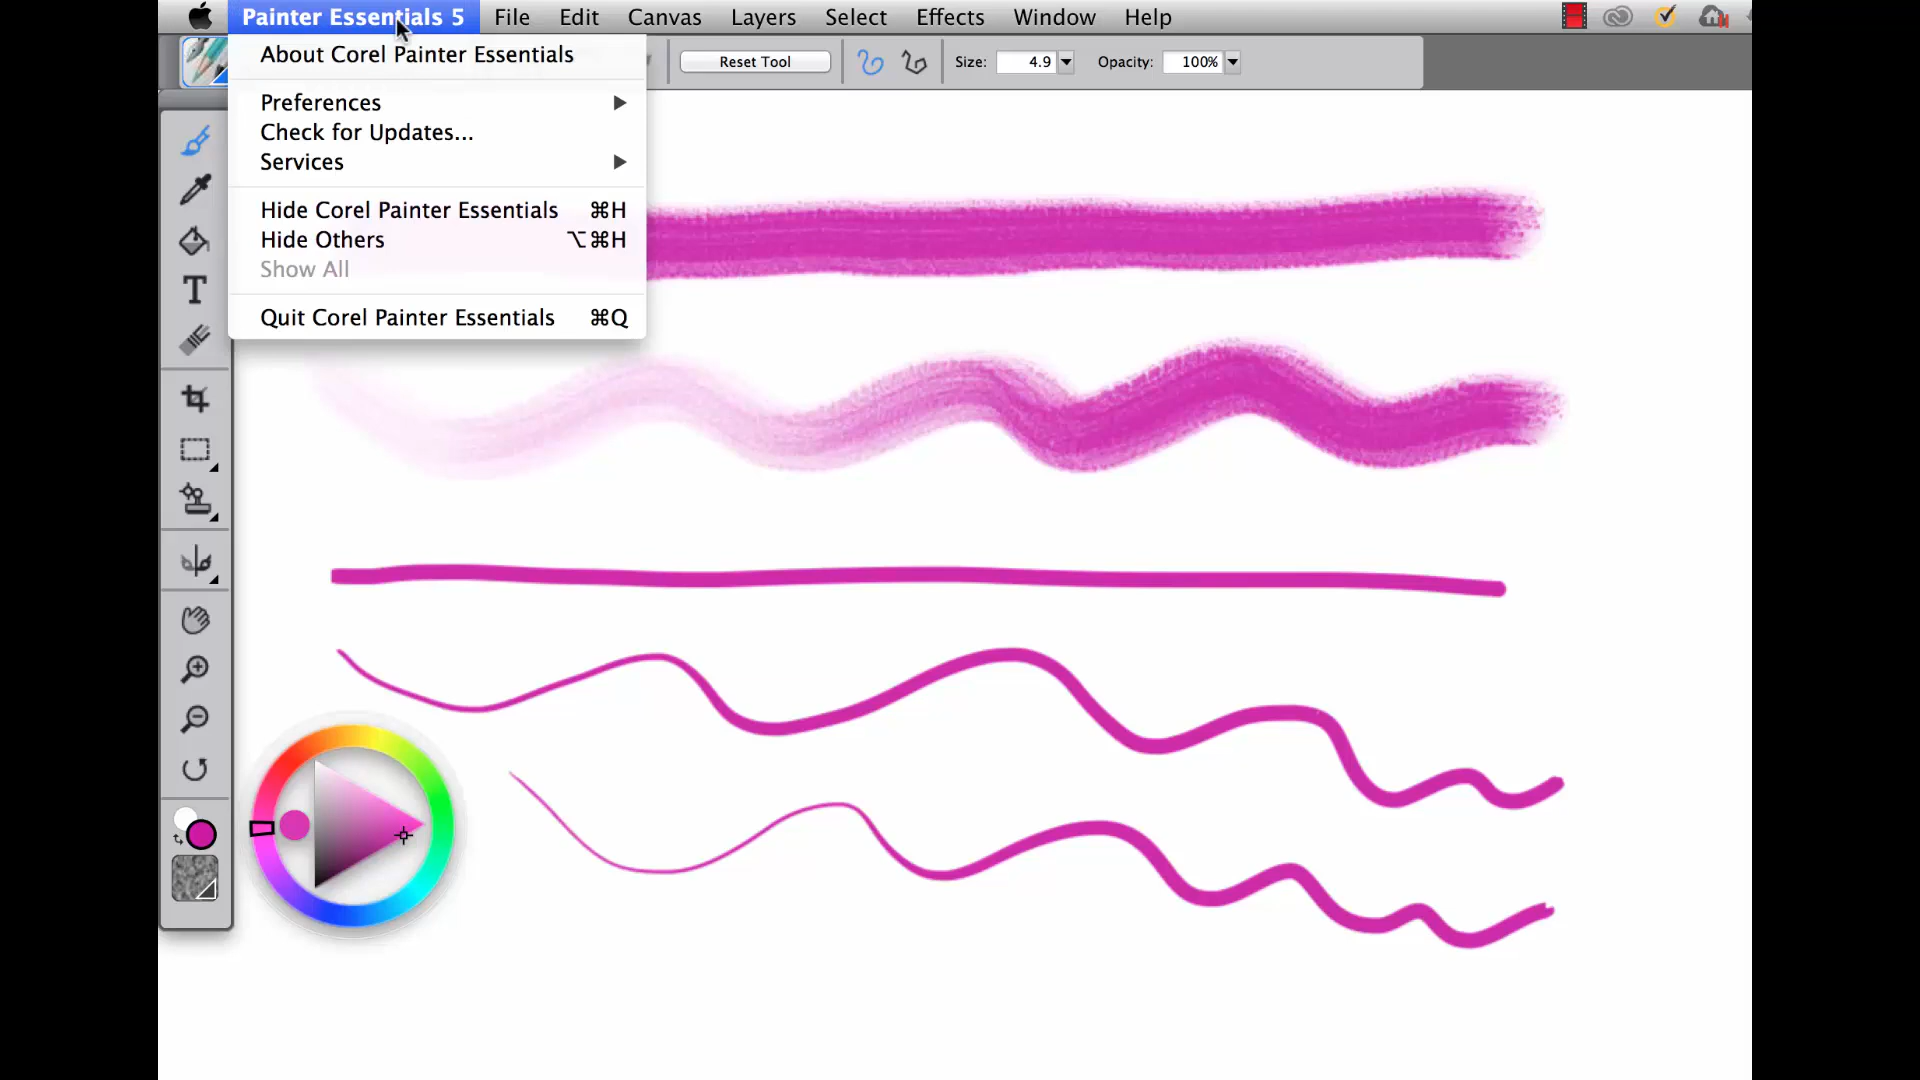 Painter Essentials 5 File Edit Canvas Layers Select Effects Window Help
Reset Tool Size: 4.9 Opacity: 100%
About Corel Painter Essentials
Preferences
Check for Updates...
Services
Hide Corel Painter Essentials ⌘H
Hide Others ⌥⌘H
Show All
Quit Corel Painter Essentials ⌘Q
T